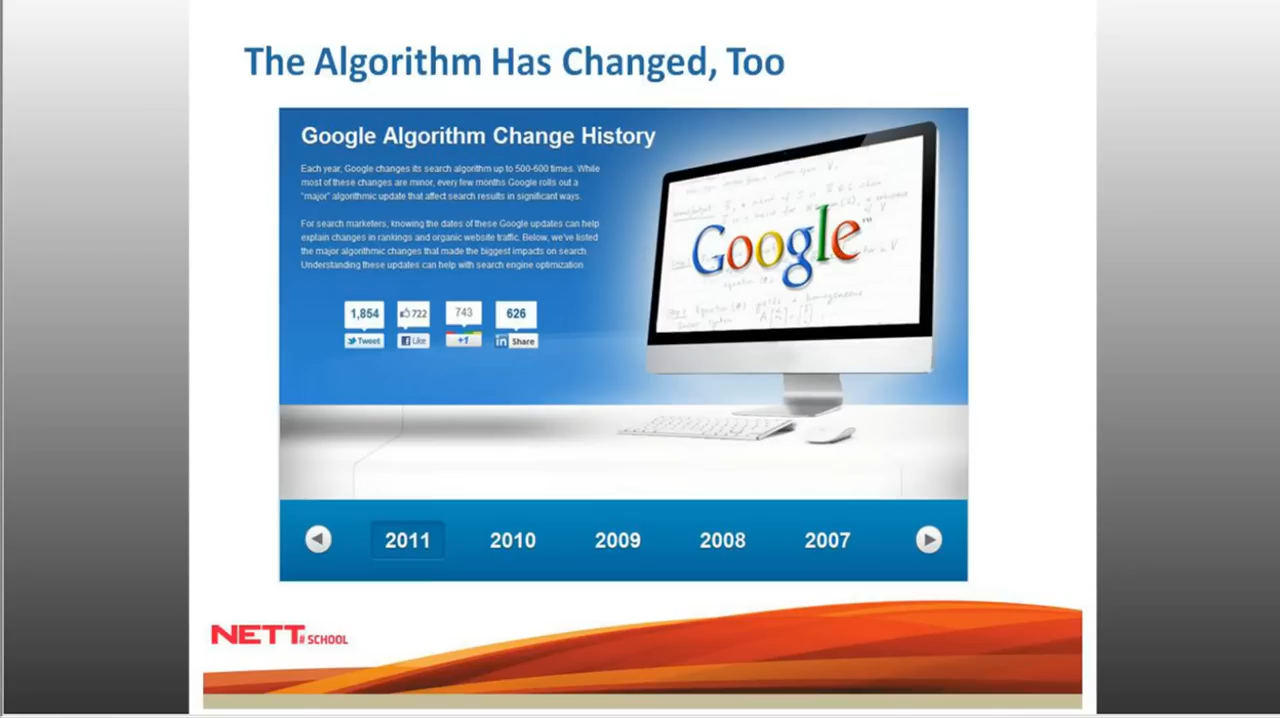 The Algorithm Has Changed, Too
Google Algorithm Change History
Each year, Google changes its search algorithm up to 500-600 times. While
most of these changes are minor, every few months Google rolls out a
"major" algorithmic update that affect search results in significant ways.
For search marketers, knowing the dates of these Google updates can help
explain changes in rankings and organic website traffic. Below, we've listed
the major algorithmic changes that made the biggest impacts on search.
Understanding these updates can help with search engine optimization
Google™
1,854 722 743 626
Tweet Like +1 in Share
2011 2010 2009 2008 2007
NETT# SCHOOL